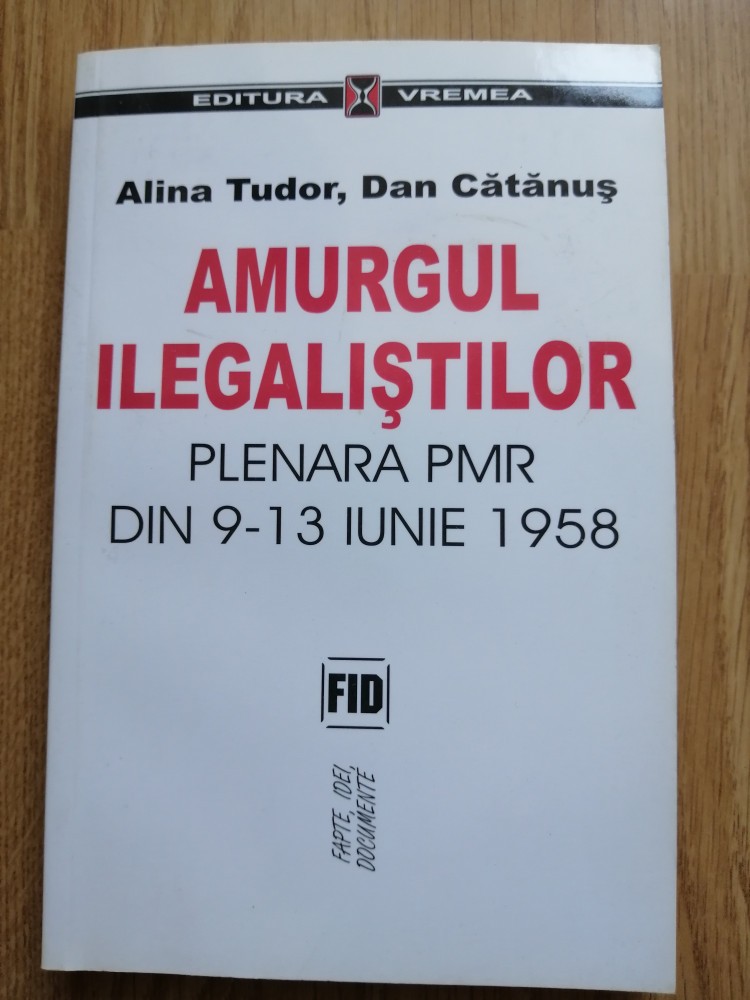 EDITURA VREMEA
Alina Tudor, Dan Cătănuş
AMURGUL
ILEGALIŞTILOR
PLENARA PMR
DIN 9-13 IUNIE 1958
FID
FAPTE, IDEI,
DOCUMENTE